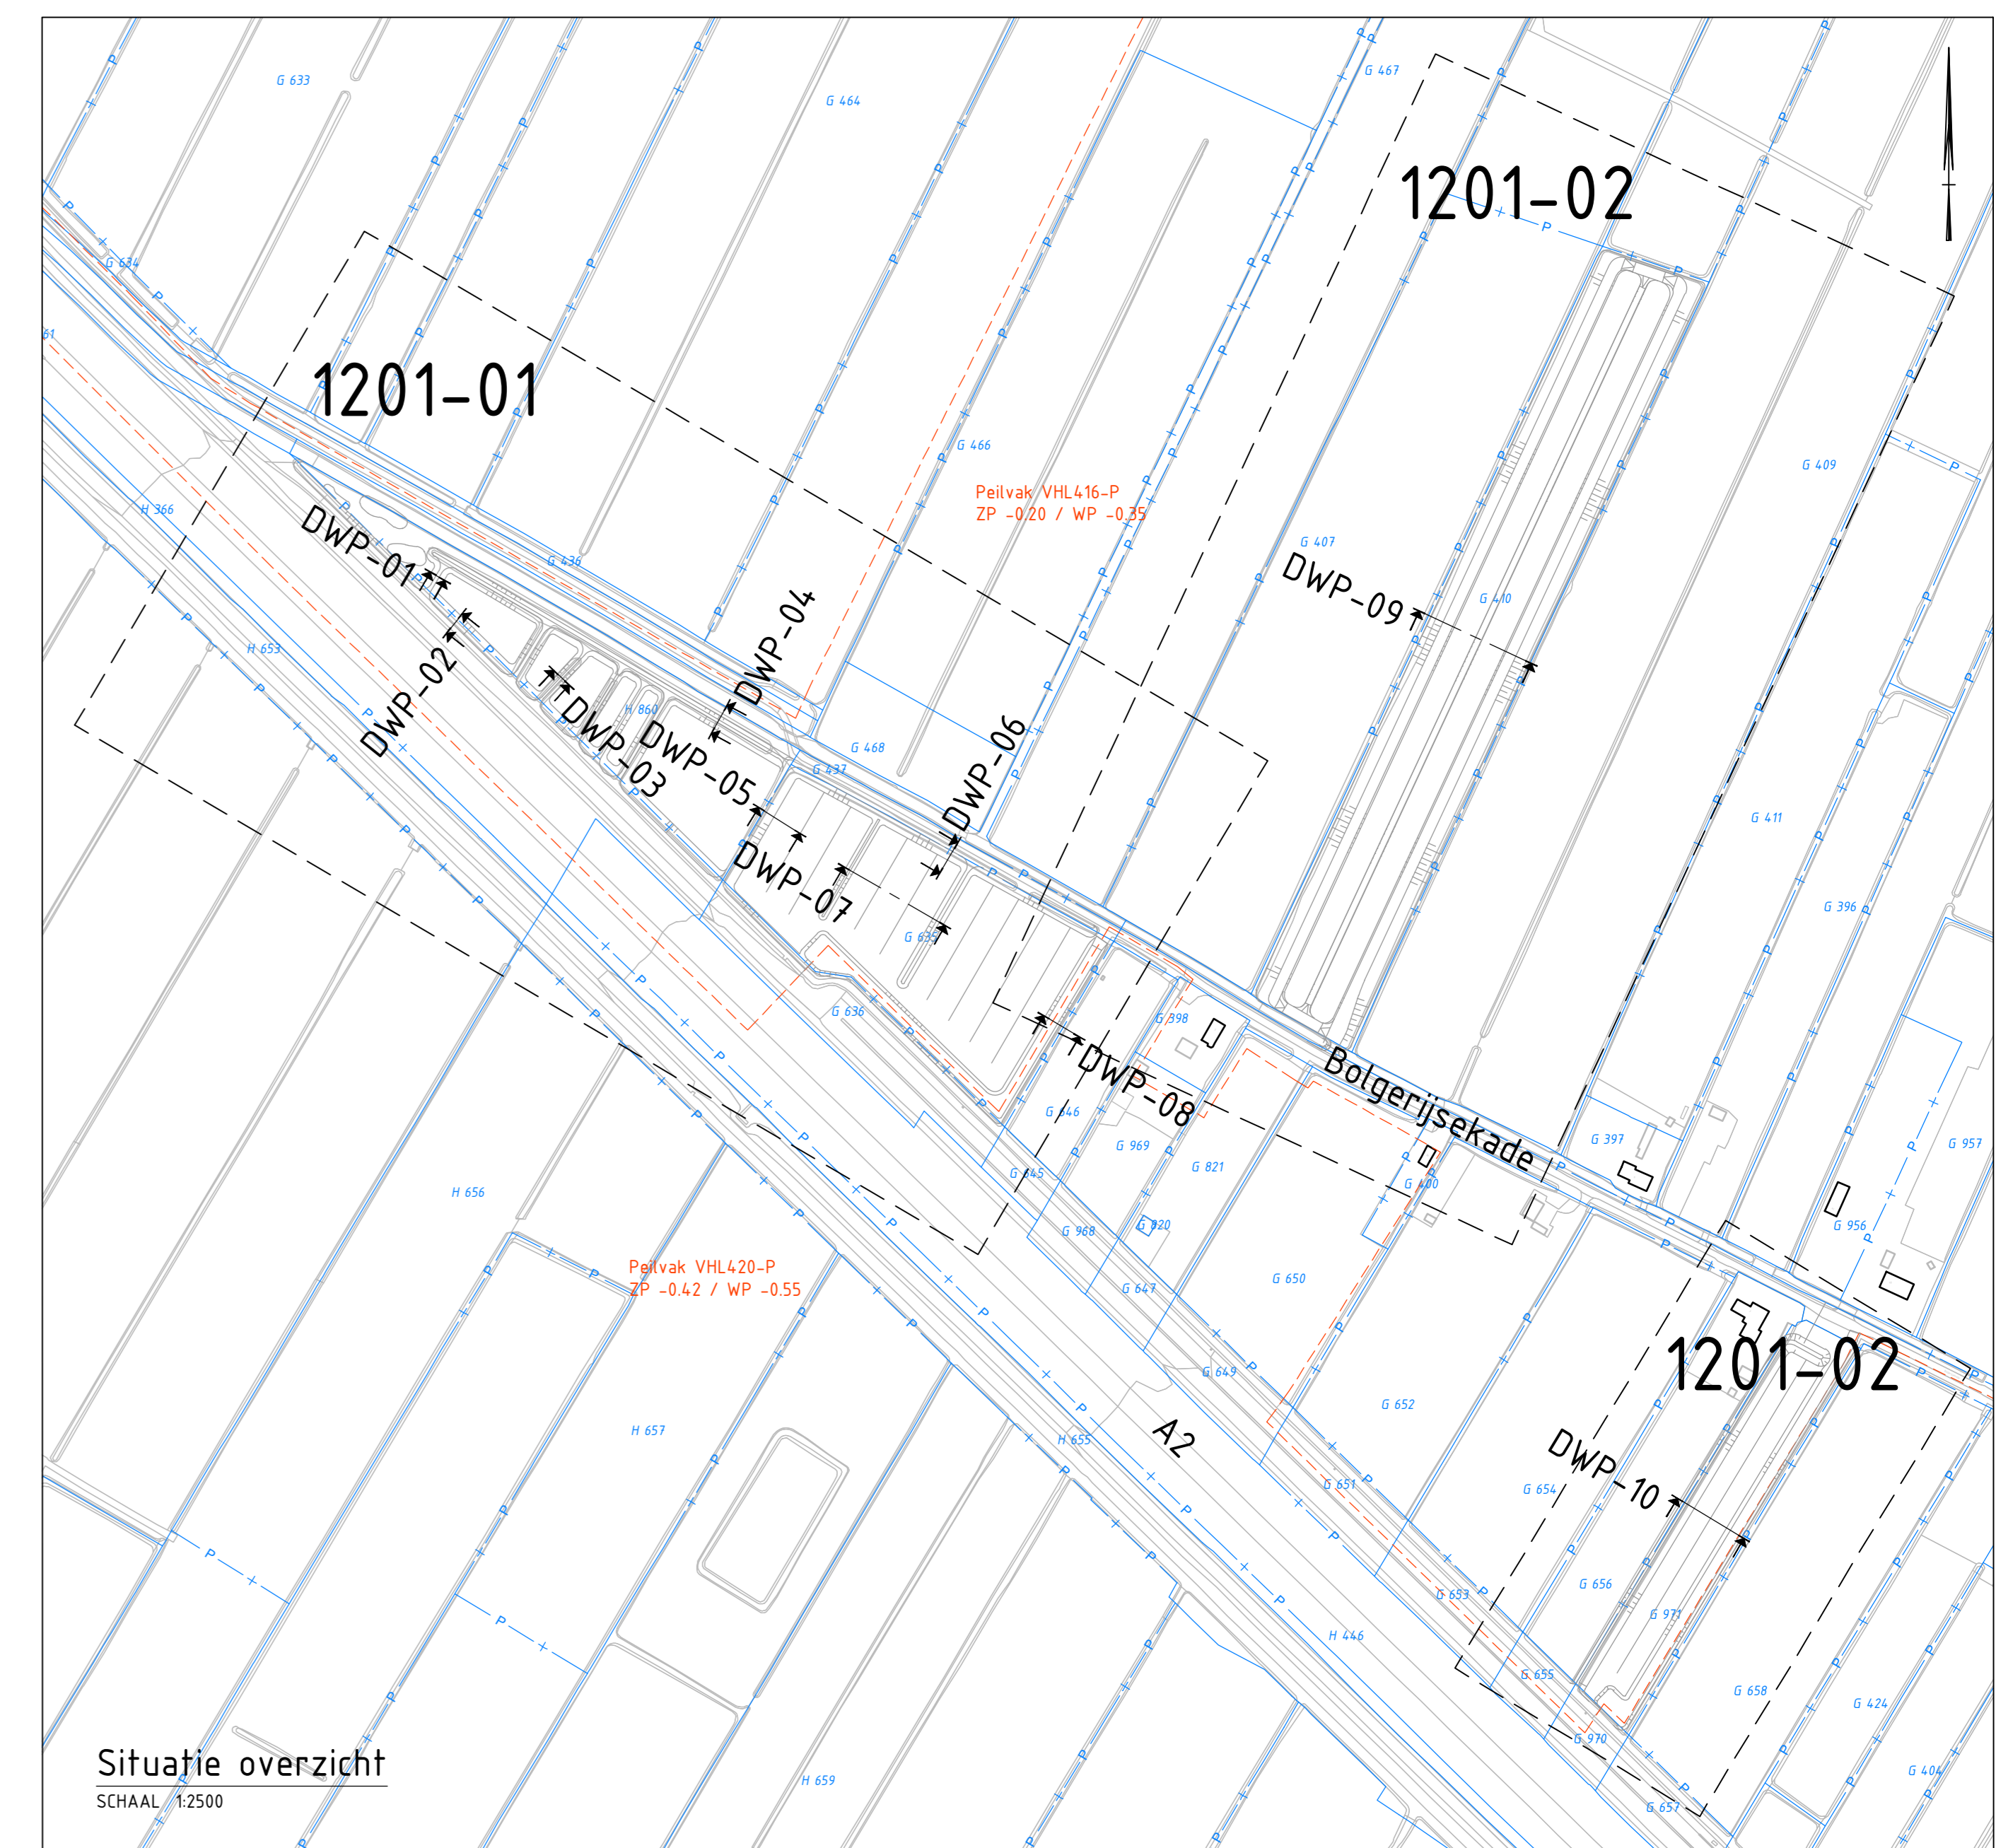 G 633
G 464
G 467
1201-02
G 634
61
1201-01
G 466
G 409
Peilvak VHL416-P
ZP -0.20 / WP -0.35
H 366
DWP-01
G 436
G 407
DWP-09
G 410
DWP-04
H 653
DWP-02
H 860
DWP-03
DWP-05
G 468
G 437
DWP-06
G 411
DWP-07
G 635
G 396
G 636
G 398
Bolgerijsekade
DWP-08
G 646
G 969
G 821
G 397
G 957
G 645
G 400
H 656
G 968
G 820
G 956
Peilvak VHL420-P
ZP -0.42 / WP -0.55
G 647
G 650
1201-02
G 649
G 652
H 657
H 655
A2
DWP-10
G 651
G 654
G 653
G 656
G 971
H 446
G 655
G 658
G 424
G 970
G 404
G 657
H 659
Situatie overzicht
SCHAAL 1:2500